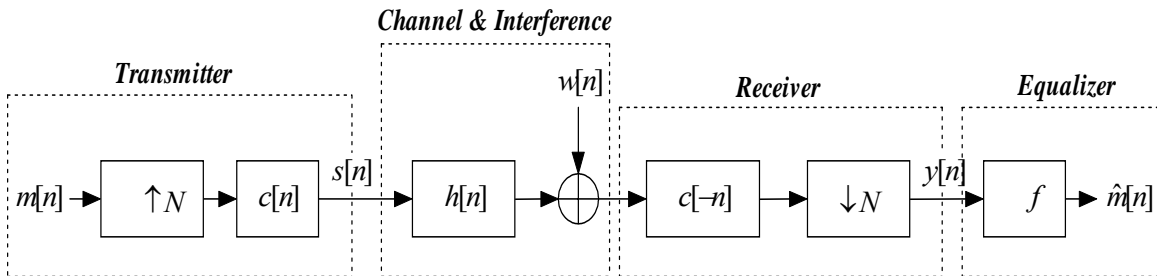 Channel & Interference
Transmitter
w[n]
Receiver
Equalizer
m[n]
↑N
c[n]
s[n]
h[n]
c[−n]
↓N
y[n]
f
m̂[n]